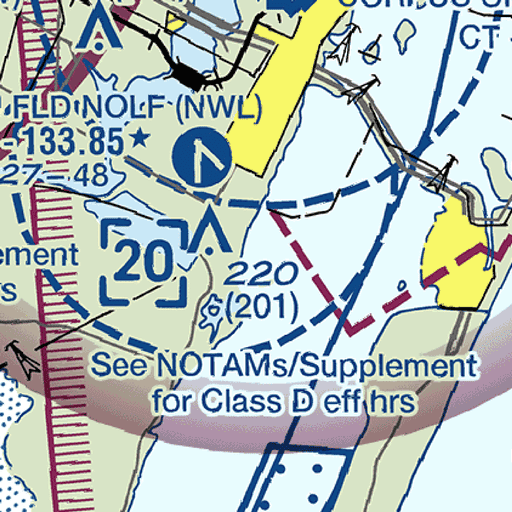 CT
FLD NOLF (NWL)
-133.85★
27-48
ement
rs
20
220
(201)
See NOTAMs/Supplement
for Class D eff hrs